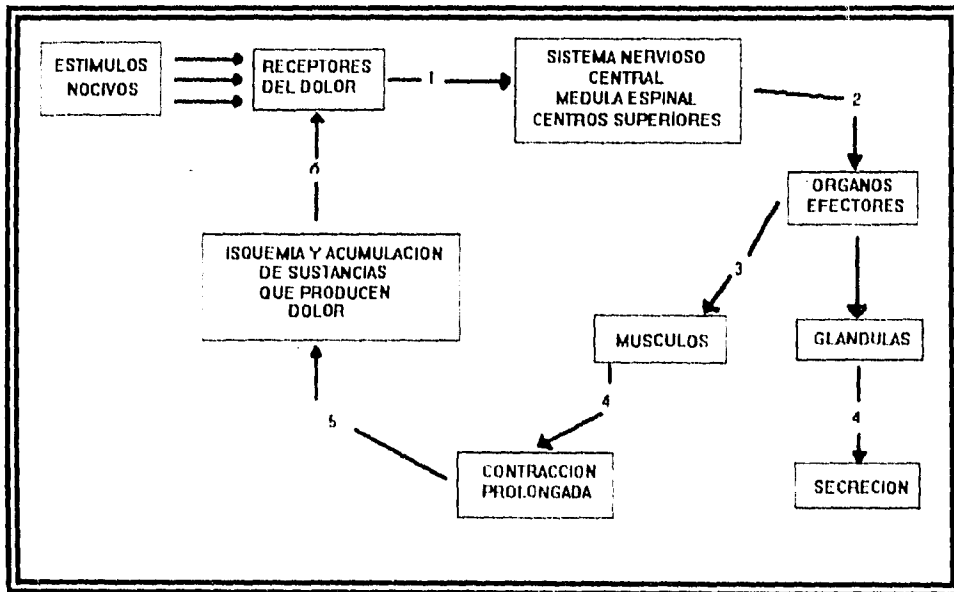 ESTIMULOS
NOCIVOS
RECEPTORES
DEL DOLOR
1
SISTEMA NERVIOSO
CENTRAL
MEDULA ESPINAL
CENTROS SUPERIORES
2
ORGANOS
EFECTORES
6
ISQUEMIA Y ACUMULACION
DE SUSTANCIAS
QUE PRODUCEN
DOLOR
3
MUSCULOS
GLANDULAS
4
4
5
CONTRACCION
PROLONGADA
SECRECION